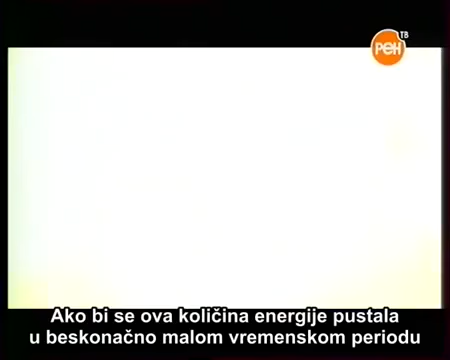 РЕН ТВ
Ako bi se ova količina energije pustala
u beskonačno malom vremenskom periodu